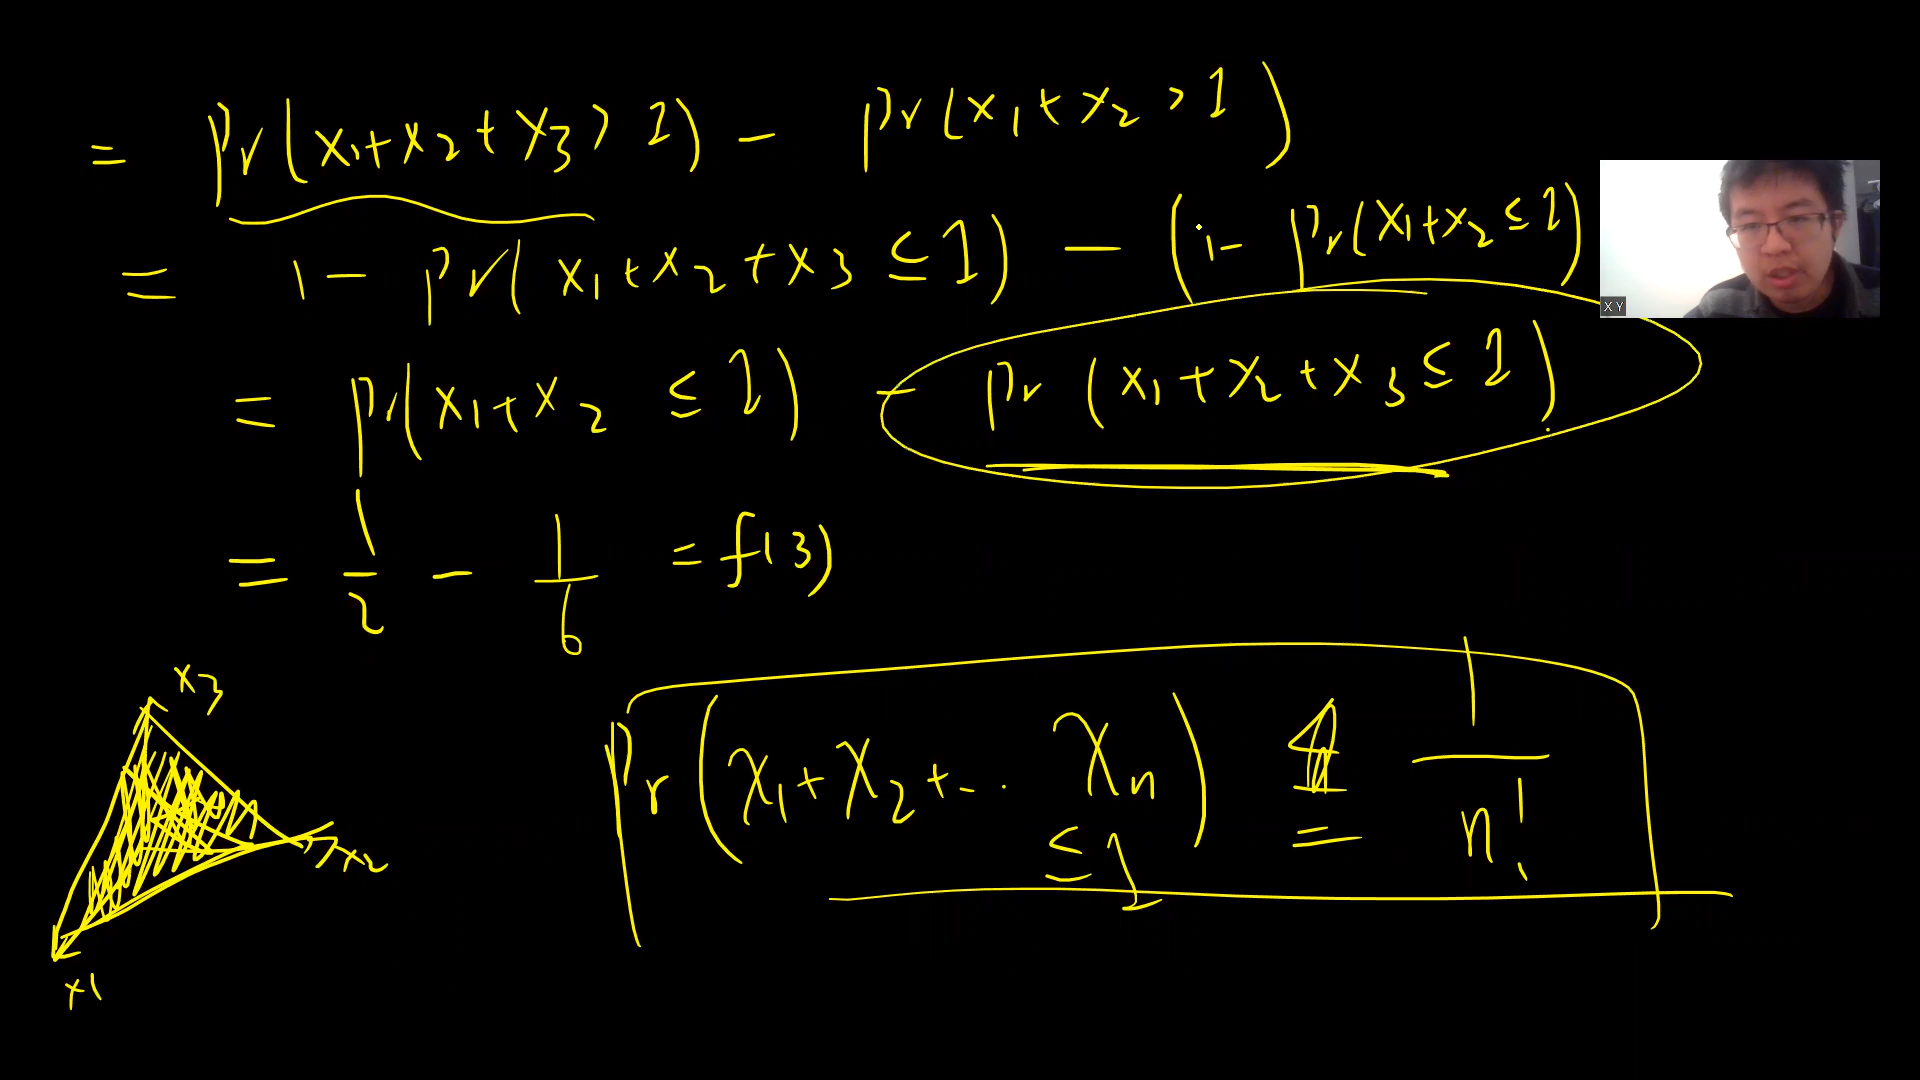 = Pr(x1+x2+x3>1) - Pr(x1+x2>1)
= 1 - Pr(x1+x2+x3≤1) - (1 - Pr(x1+x2≤1)
= Pr(x1+x2≤1) - Pr(x1+x2+x3≤1)
= 1/2 - 1/6 = f(3)
Pr(x1+x2+... xn ≤1) = 1/n!
x3
x2
x1
X Y